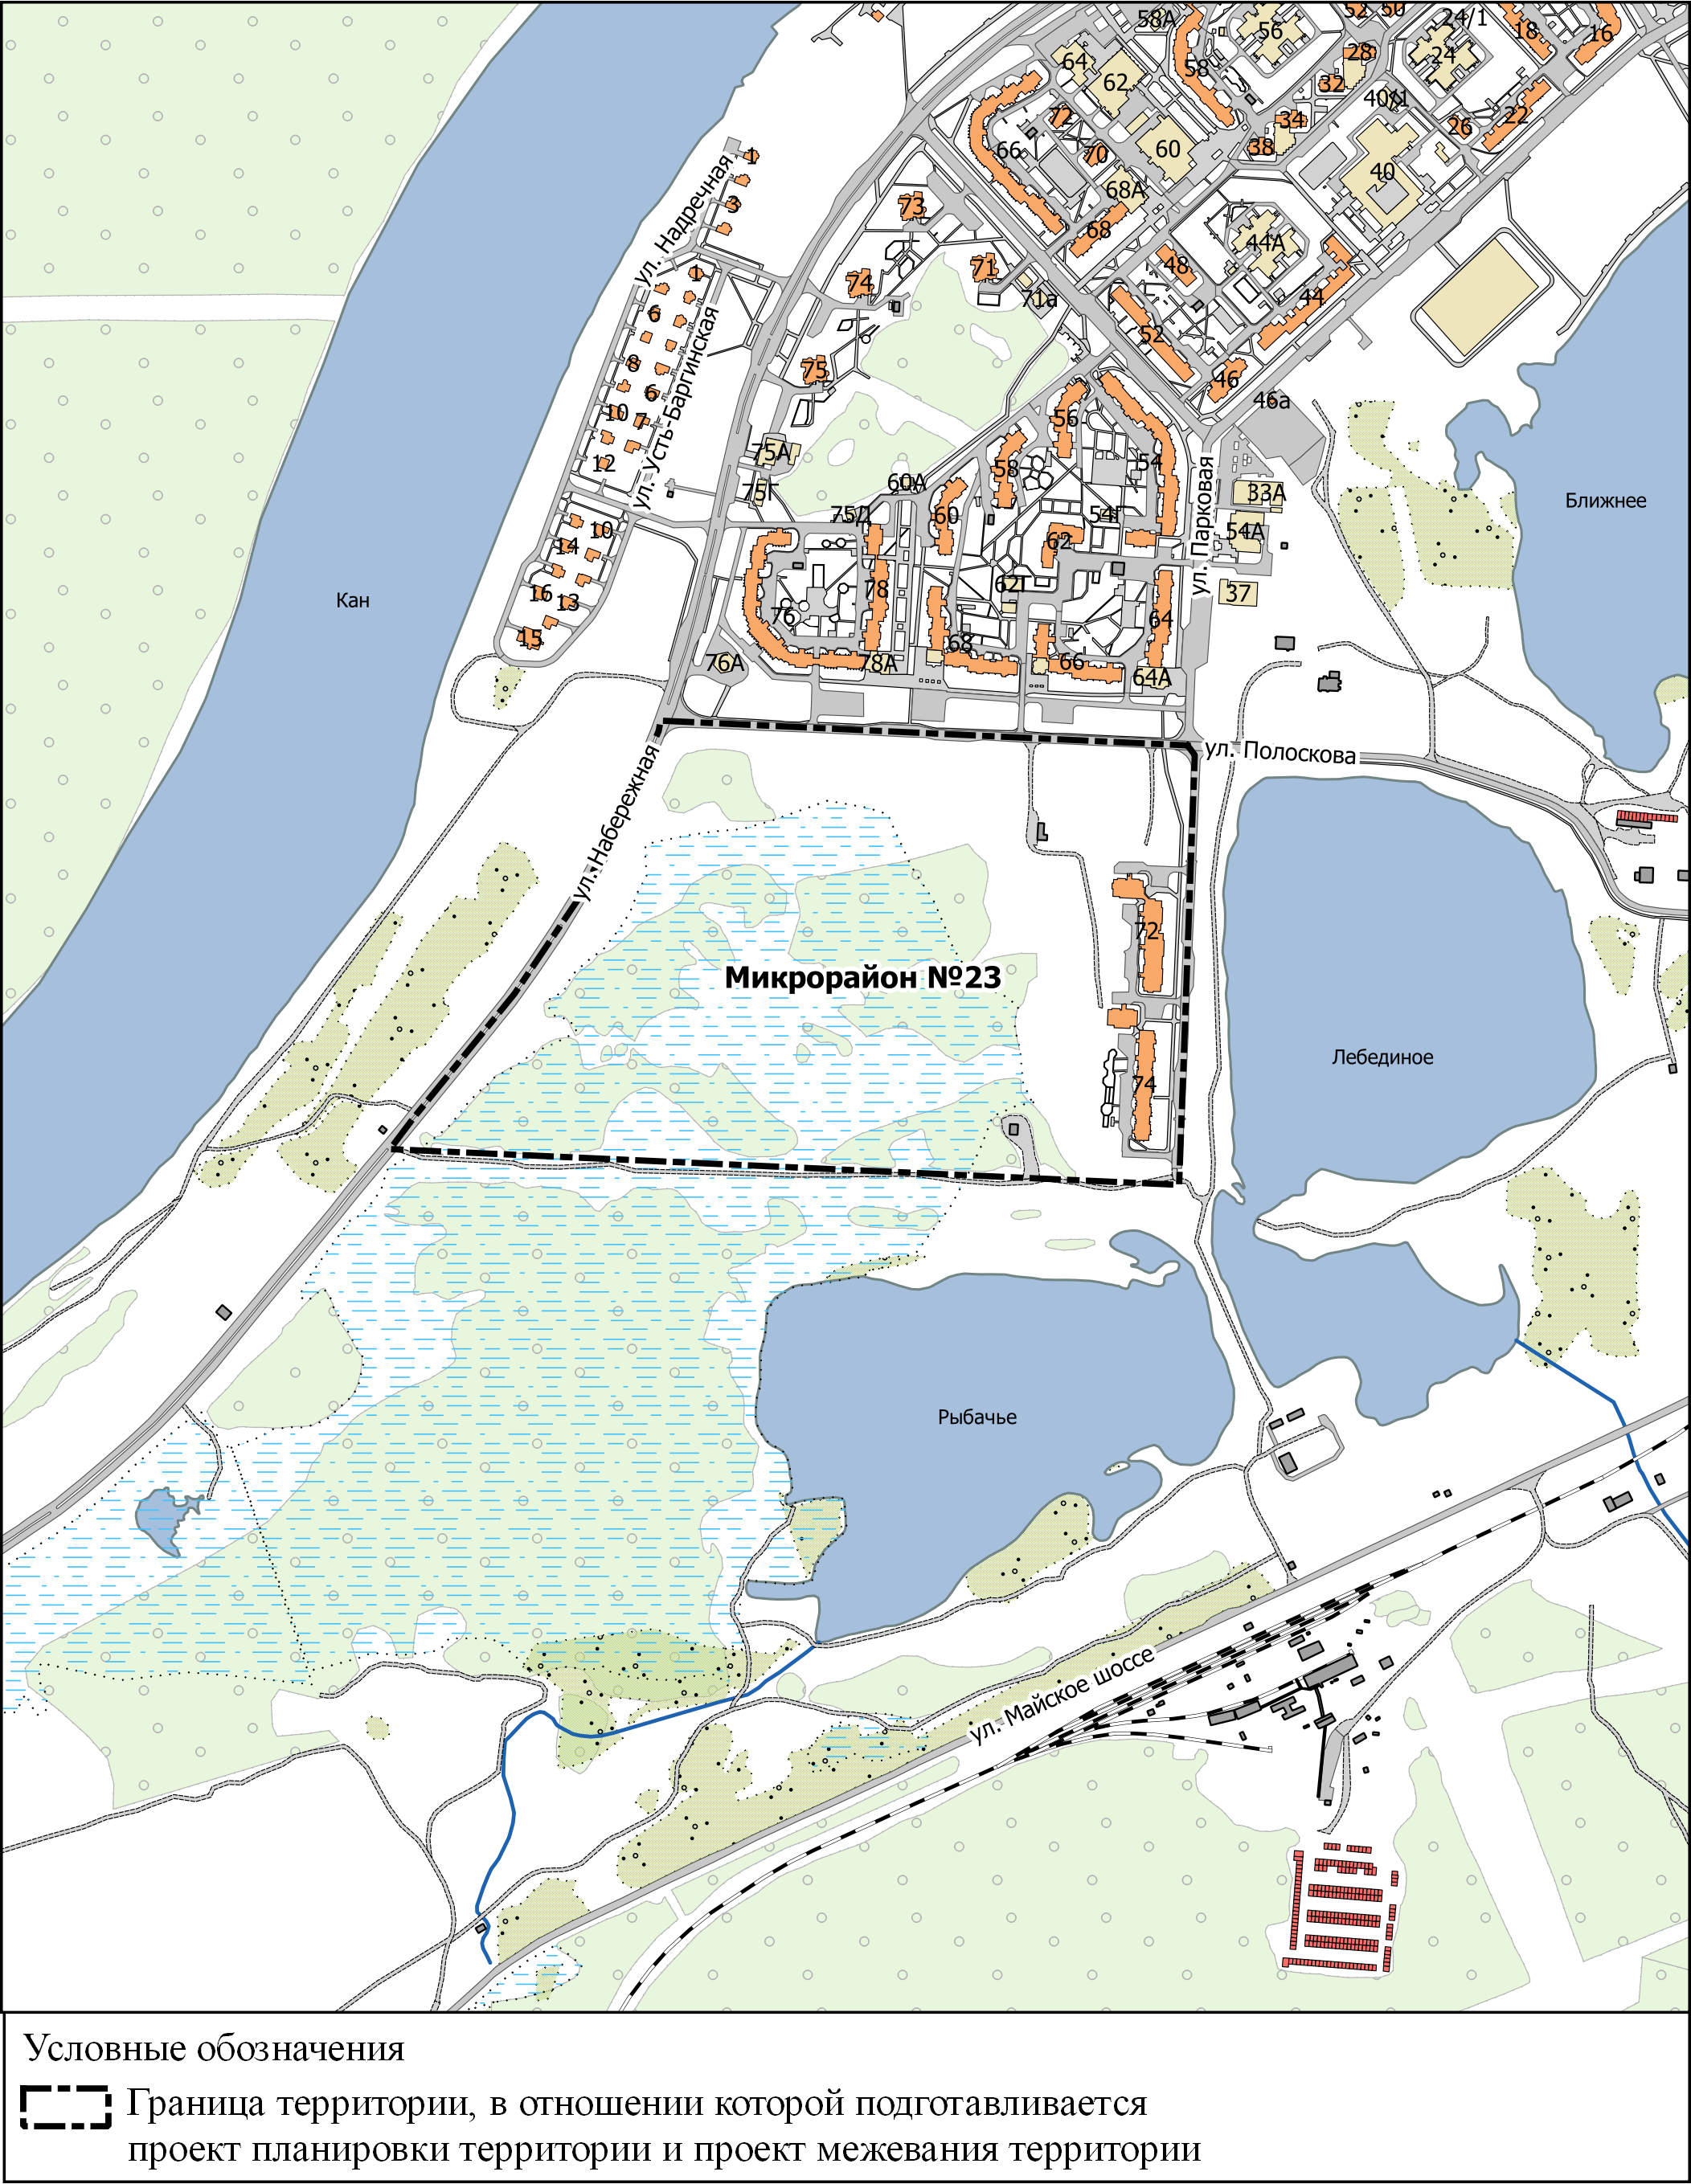 58А
56
52
50
24/1
18
16
64
62
58
28
24
32
40/1
72
34
26
22
66
70
60
38
40
1
68А
3
73
68
44А
ул. Надречная
48
71
1
74
71а
44
6
52
8
75
46
6
46а
10
7
56
ул. Усть-Баргинская
75А
54
12
58
60А
33А
75Г
Ближнее
75Д
60
54Г
ул. Парковая
10
54А
14
62
Кан
16
78
62Г
37
13
76
64
15
68
76А
78А
66
64А
ул. Полоскова
ул. Набережная
72
Микрорайон №23
Лебединое
74
Рыбачье
ул. Майское шоссе
Условные обозначения
Граница территории, в отношении которой подготавливается
проект планировки территории и проект межевания территории